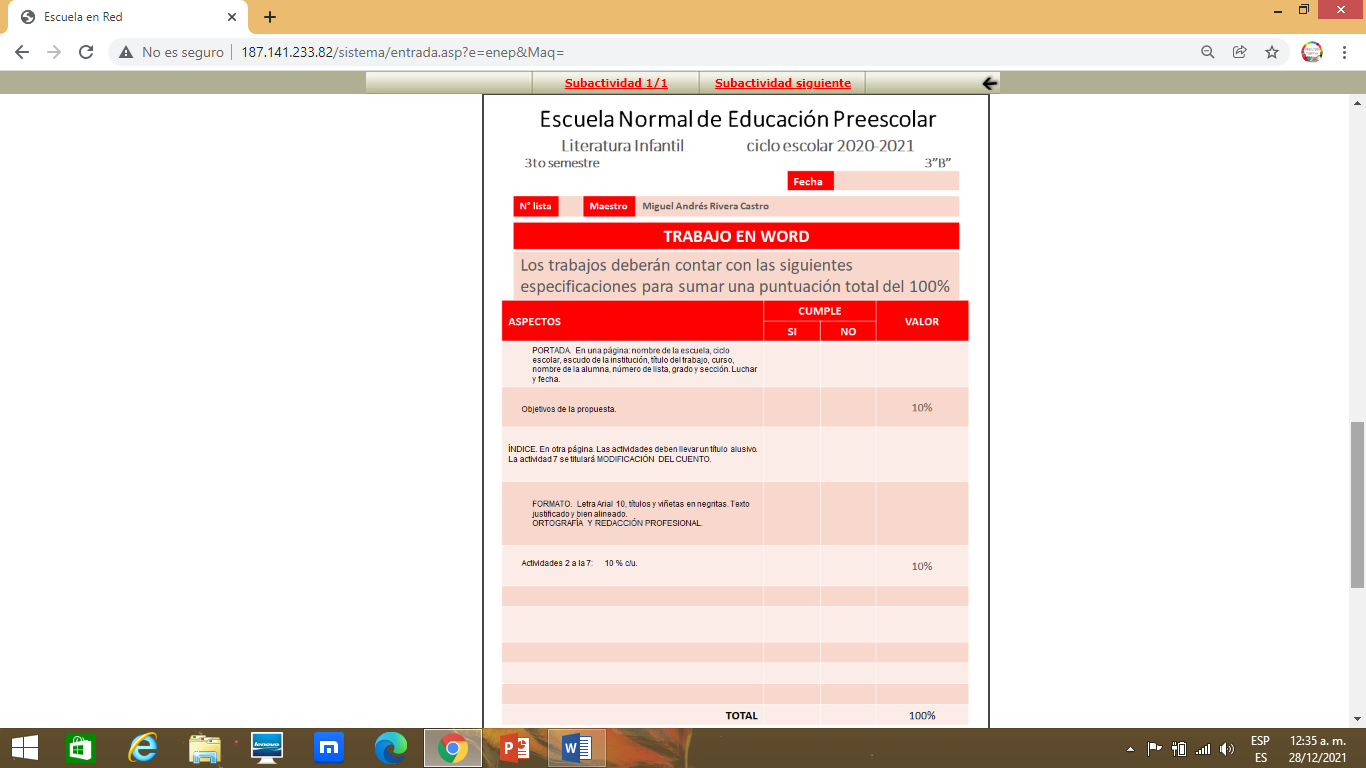 Escuela en Red
No es seguro 187.141.233.82/sistema/entrada.asp?e=enep&Maq=
Subactividad 1/1 Subactividad siguiente
Escuela Normal de Educación Preescolar
Literatura Infantil ciclo escolar 2020-2021
3to semestre 3”B”
Fecha
N° lista Maestro Miguel Andrés Rivera Castro
TRABAJO EN WORD
Los trabajos deberán contar con las siguientes
especificaciones para sumar una puntuación total del 100%
ASPECTOS CUMPLE VALOR
SI NO
PORTADA. En una página: nombre de la escuela, ciclo
escolar, escudo de la institución, título del trabajo, curso,
nombre de la alumna, número de lista, grado y sección. Luchar
y fecha.
Objetivos de la propuesta. 10%
ÍNDICE. En otra página. Las actividades deben llevar un título alusivo.
La actividad 7 se titulará MODIFICACIÓN DEL CUENTO.
FORMATO. Letra Arial 10, títulos y viñetas en negritas. Texto
justificado y bien alineado.
ORTOGRAFÍA Y REDACCIÓN PROFESIONAL.
Actividades 2 a la 7: 10 % c/u. 10%
TOTAL 100%
lenovo
ESP 12:35 a. m.
ES 28/12/2021